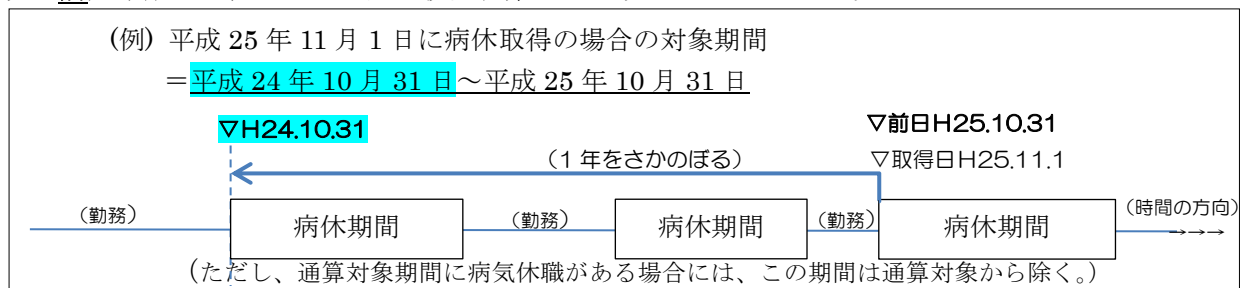 (例) 平成 25 年 11 月 1 日に病休取得の場合の対象期間
＝平成 24 年 10 月 31 日～平成 25 年 10 月 31 日
▽H24.10.31
▽前日H25.10.31
（1 年をさかのぼる）
▽取得日H25.11.1
（勤務）
病休期間
（勤務）
病休期間
（勤務）
病休期間
（時間の方向）
→→→
（ただし、通算対象期間に病気休職がある場合には、この期間は通算対象から除く。）